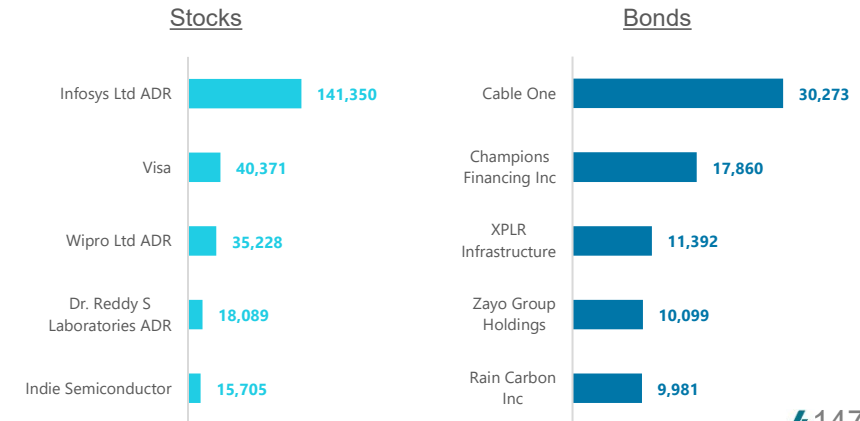 Stocks
Infosys Ltd ADR
141,350
Visa
40,371
Wipro Ltd ADR
35,228
Dr. Reddy S
Laboratories ADR
18,089
Indie Semiconductor
15,705
Bonds
Cable One
30,273
Champions
Financing Inc
17,860
XPLR
Infrastructure
11,392
Zayo Group
Holdings
10,099
Rain Carbon
Inc
9,981
147